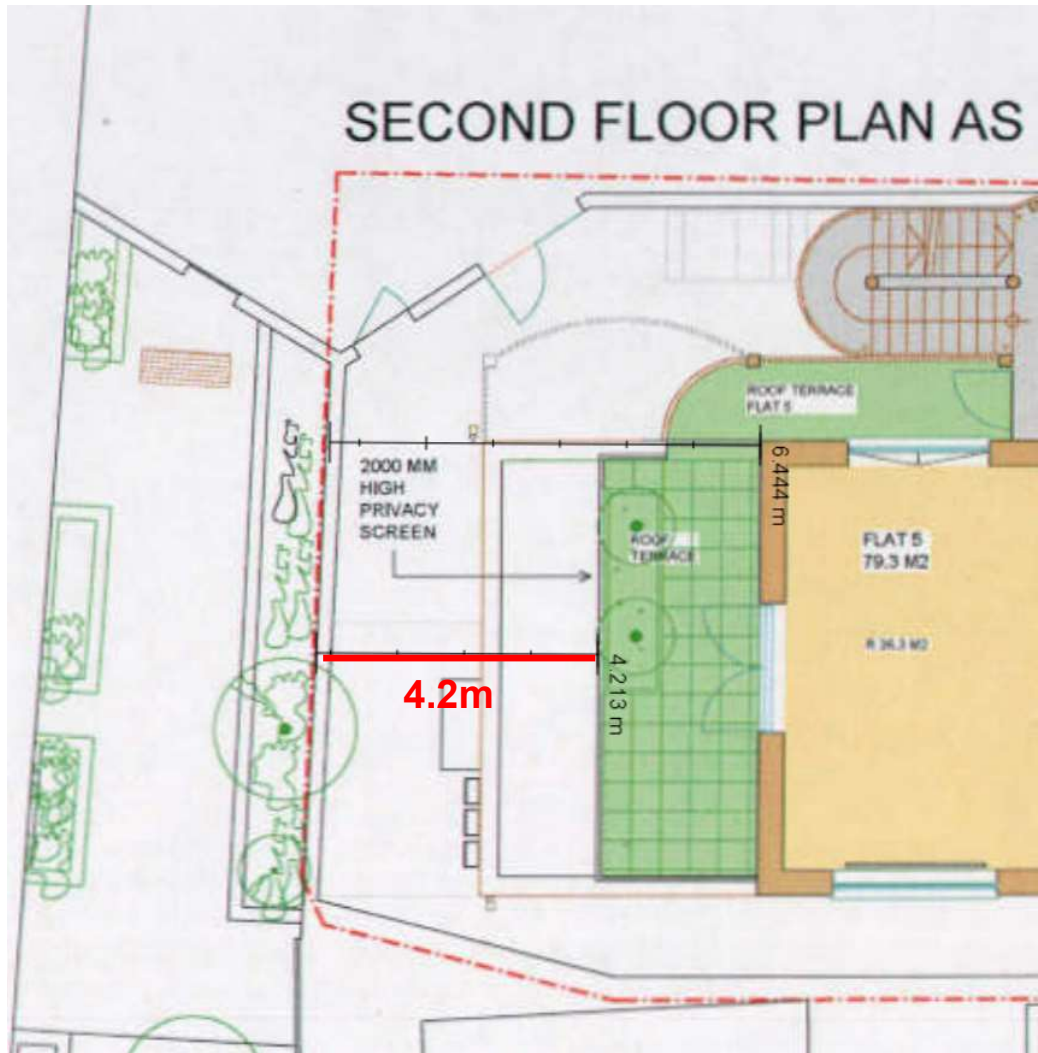 SECOND FLOOR PLAN AS
ROOF TERRACE
FLAT 5
2000 MM
HIGH
PRIVACY
SCREEN
6.444 m
ROOF
TERRACE
FLAT 5
79.3 M2
4.2m
4.213 m